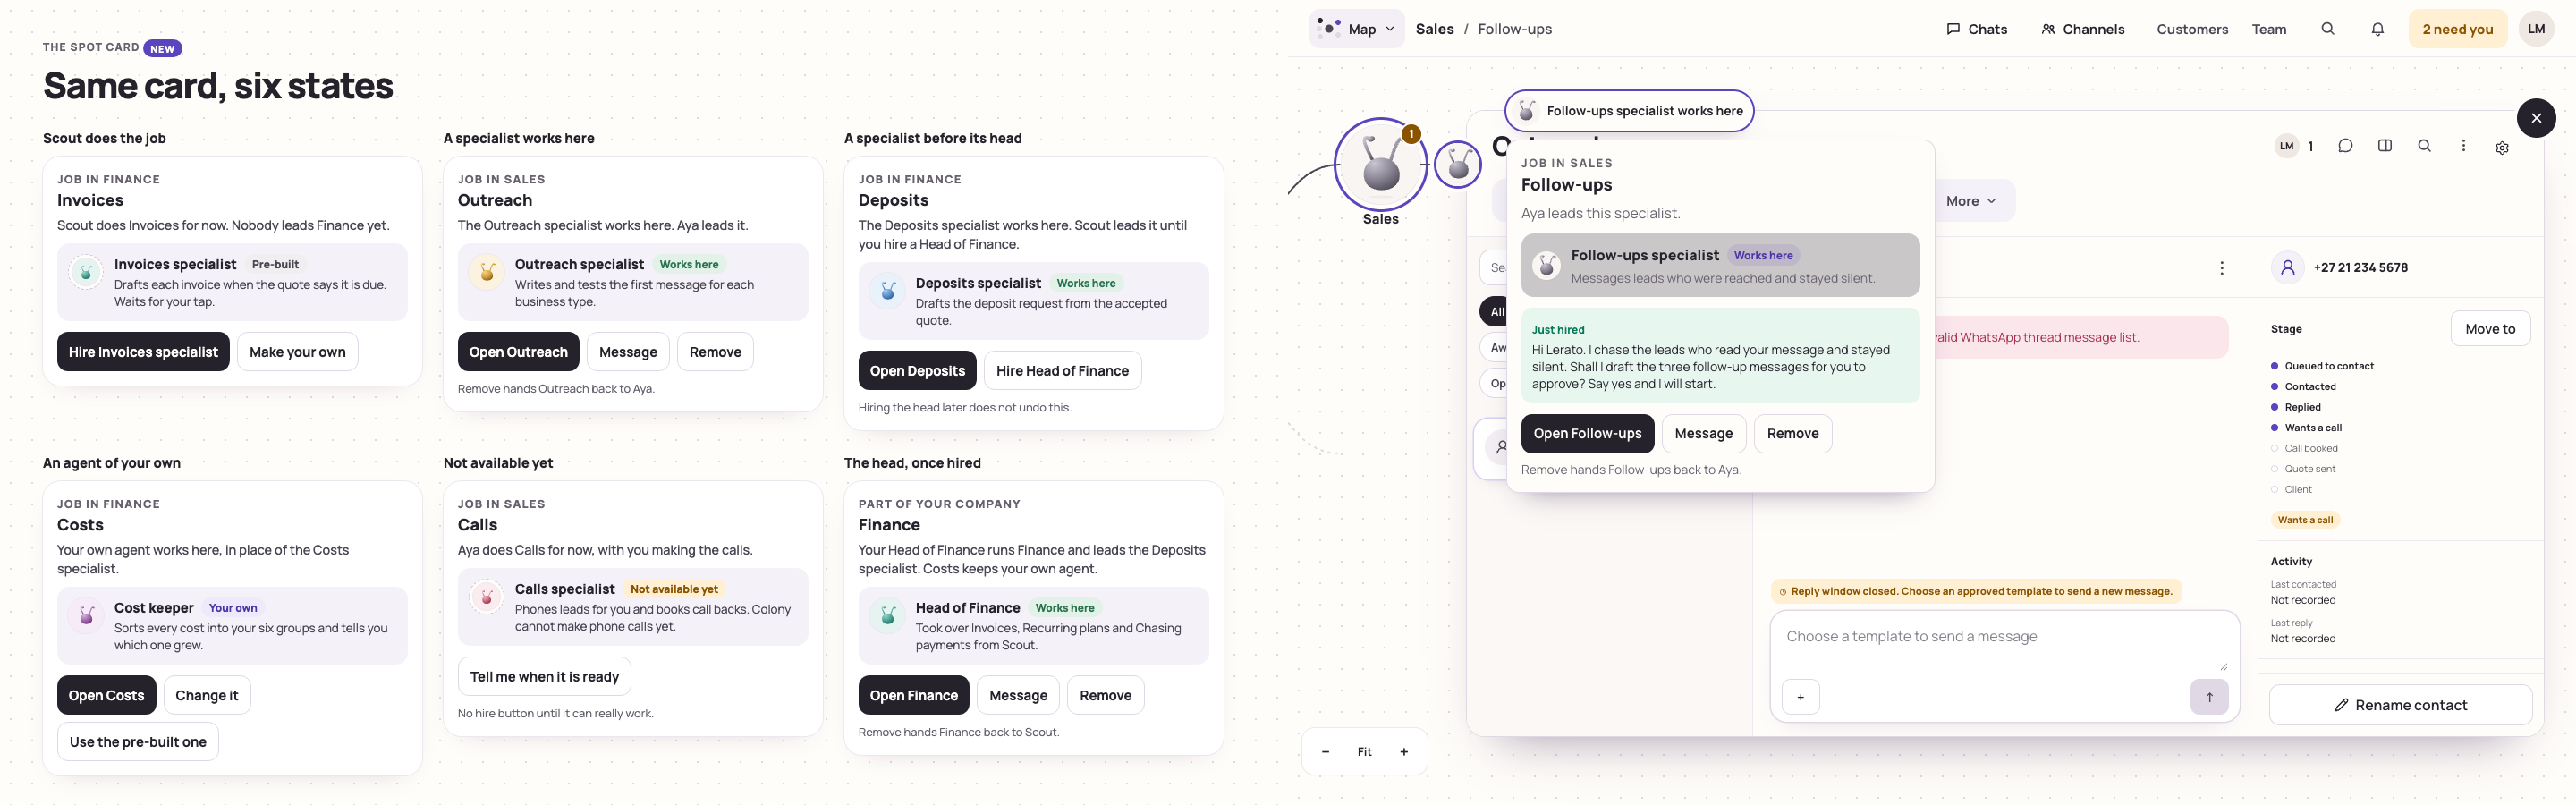 THE SPOT CARD NEW
Same card, six states
Scout does the job
JOB IN FINANCE
Invoices
Scout does Invoices for now. Nobody leads Finance yet.
Invoices specialist Pre-built
Drafts each invoice when the quote says it is due.
Waits for your tap.
Hire Invoices specialist Make your own
A specialist works here
JOB IN SALES
Outreach
The Outreach specialist works here. Aya leads it.
Outreach specialist Works here
Writes and tests the first message for each
business type.
Open Outreach Message Remove
Remove hands Outreach back to Aya.
A specialist before its head
JOB IN FINANCE
Deposits
The Deposits specialist works here. Scout leads it until
you hire a Head of Finance.
Deposits specialist Works here
Drafts the deposit request from the accepted
quote.
Open Deposits Hire Head of Finance
Hiring the head later does not undo this.
An agent of your own
JOB IN FINANCE
Costs
Your own agent works here, in place of the Costs
specialist.
Cost keeper Your own
Sorts every cost into your six groups and tells you
which one grew.
Open Costs Change it
Use the pre-built one
Not available yet
JOB IN SALES
Calls
Aya does Calls for now, with you making the calls.
Calls specialist Not available yet
Phones leads for you and books call backs. Colony
cannot make phone calls yet.
Tell me when it is ready
No hire button until it can really work.
The head, once hired
PART OF YOUR COMPANY
Finance
Your Head of Finance runs Finance and leads the Deposits
specialist. Costs keeps your own agent.
Head of Finance Works here
Took over Invoices, Recurring plans and Chasing
payments from Scout.
Open Finance Message Remove
Remove hands Finance back to Scout.
Map Sales / Follow-ups Chats Channels Customers Team 2 need you LM
1
Sales
Follow-ups specialist works here
JOB IN SALES
Follow-ups
Aya leads this specialist.
Follow-ups specialist Works here
Messages leads who were reached and stayed silent.
Just hired
Hi Lerato. I chase the leads who read your message and stayed
silent. Shall I draft the three follow-up messages for you to
approve? Say yes and I will start.
Open Follow-ups Message Remove
Remove hands Follow-ups back to Aya.
LM 1
More
All
valid WhatsApp thread message list.
Reply window closed. Choose an approved template to send a new message.
Choose a template to send a message
+27 21 234 5678
Stage Move to
Queued to contact
Contacted
Replied
Wants a call
Call booked
Quote sent
Client
Wants a call
Activity
Last contacted
Not recorded
Last reply
Not recorded
Rename contact
− Fit +